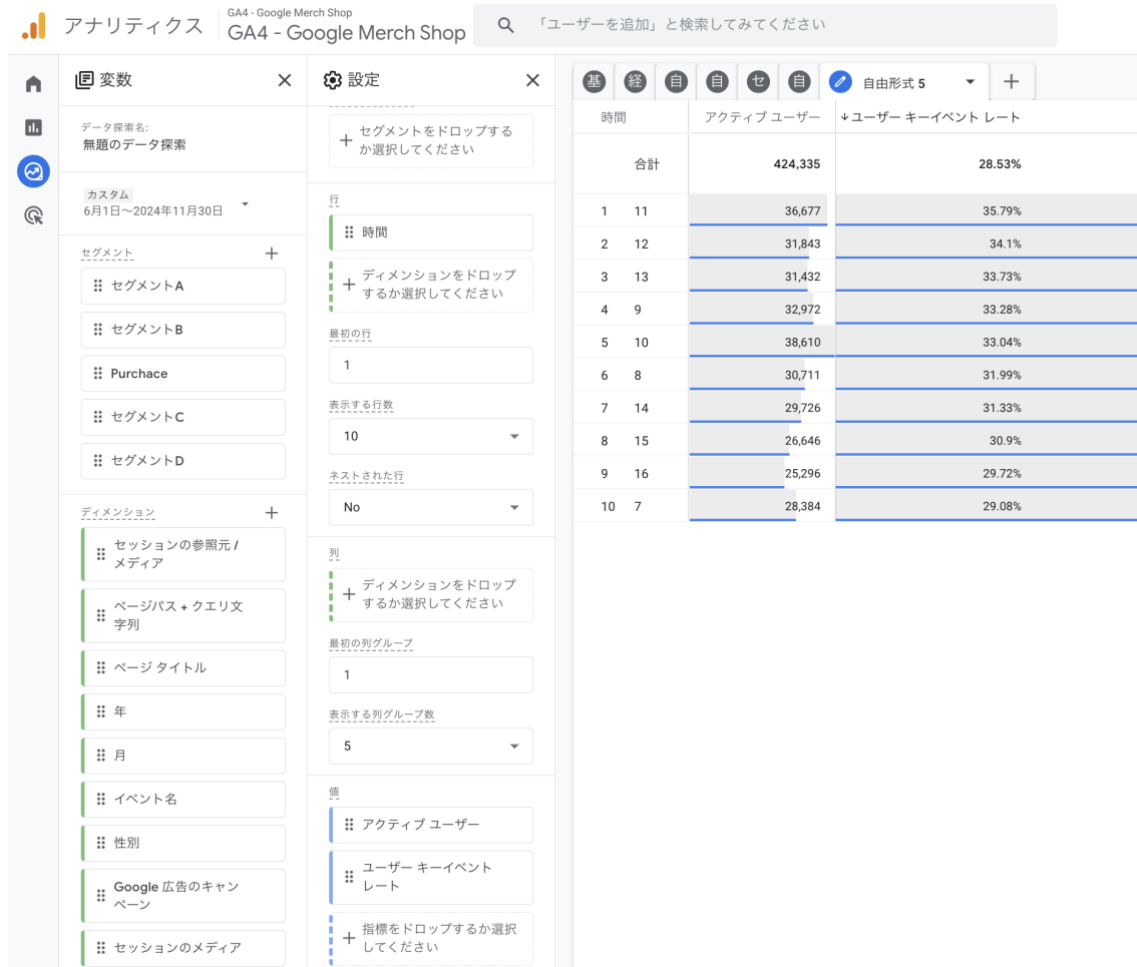 アナリティクス
GA4 - Google Merch Shop
GA4 - Google Merch Shop
「ユーザーを追加」と検索してみてください
変数
データ探索名:
無題のデータ探索
カスタム
6月1日～2024年11月30日
セグメント
セグメントA
セグメントB
Purchace
セグメントC
セグメントD
ディメンション
セッションの参照元 /
メディア
ページパス + クエリ文
字列
ページ タイトル
年
月
イベント名
性別
Google 広告のキャン
ペーン
セッションのメディア
設定
セグメントをドロップする
か選択してください
行
時間
ディメンションをドロップ
するか選択してください
最初の行
1
表示する行数
10
ネストされた行
No
列
ディメンションをドロップ
するか選択してください
最初の列グループ
1
表示する列グループ数
5
値
アクティブ ユーザー
ユーザー キーイベント
レート
指標をドロップするか選択
してください
基 経 自 自 セ 自 自由形式 5
時間 アクティブ ユーザー ↓ユーザー キーイベント レート
合計 424,335 28.53%
1 11 36,677 35.79%
2 12 31,843 34.1%
3 13 31,432 33.73%
4 9 32,972 33.28%
5 10 38,610 33.04%
6 8 30,711 31.99%
7 14 29,726 31.33%
8 15 26,646 30.9%
9 16 25,296 29.72%
10 7 28,384 29.08%